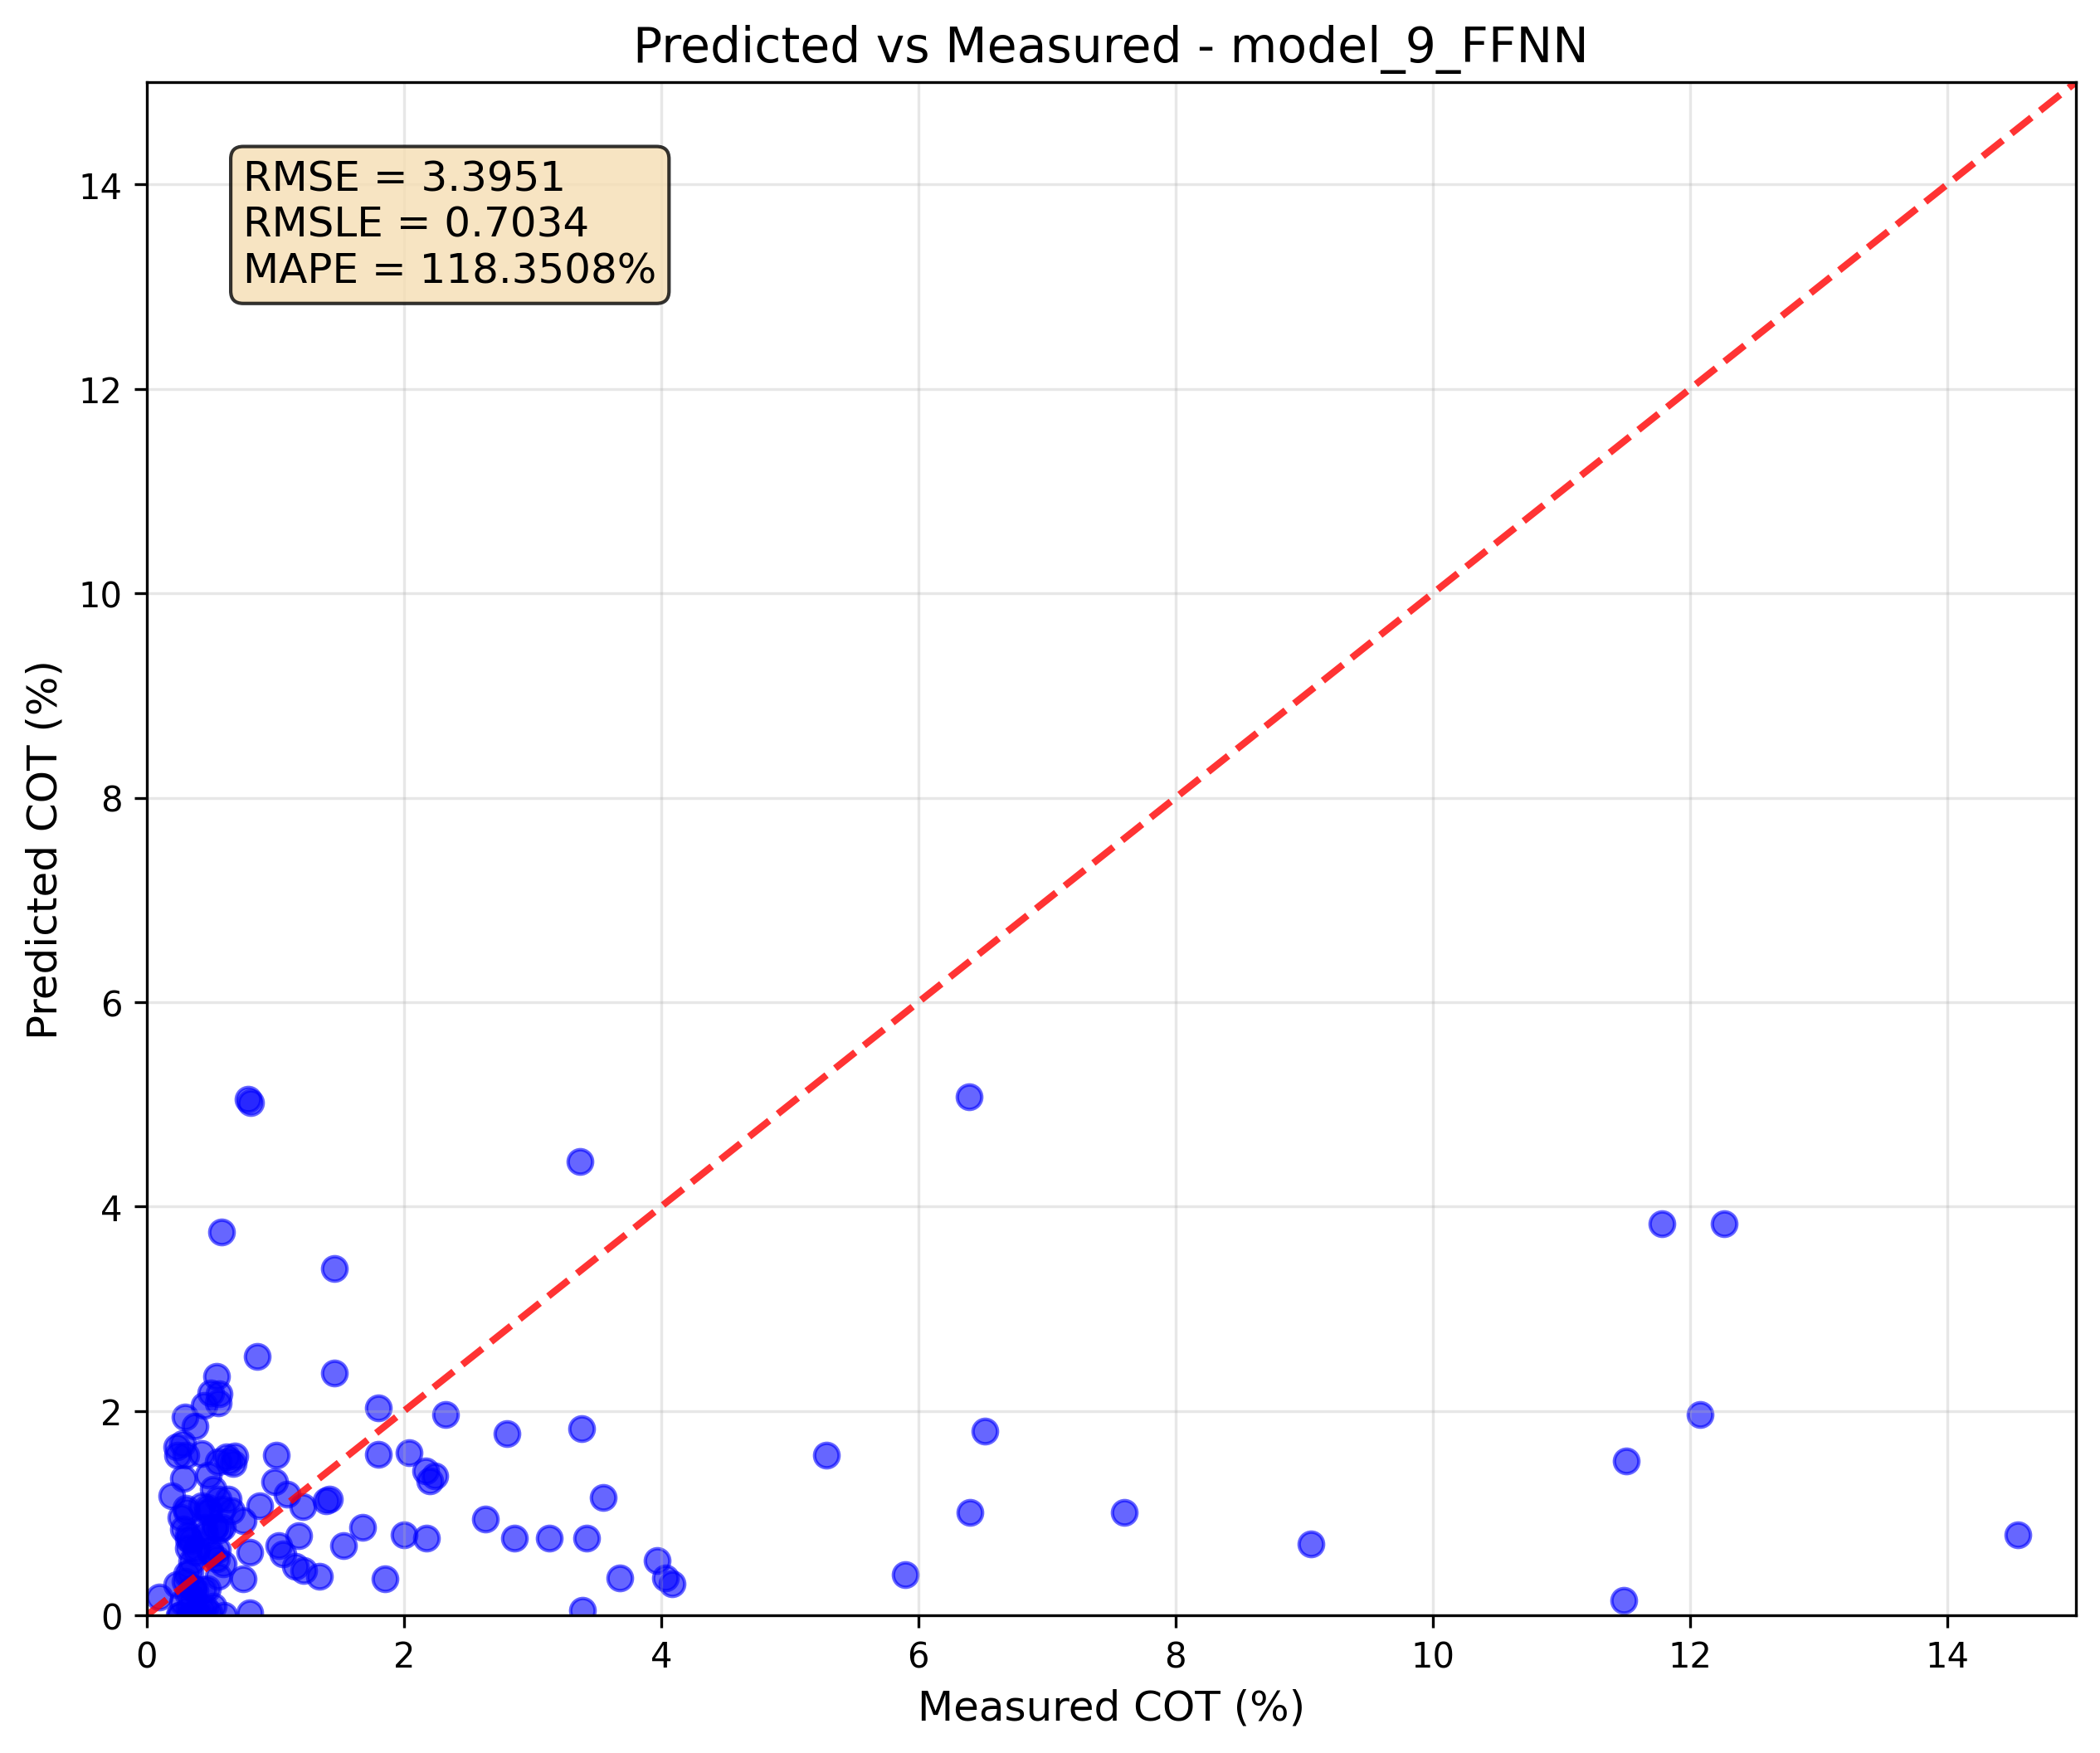 Predicted vs Measured - model_9_FFNN
RMSE = 3.3951
RMSLE = 0.7034
MAPE = 118.3508%
Predicted COT (%)
14
12
10
8
6
4
2
0
0 2 4 6 8 10 12 14
Measured COT (%)